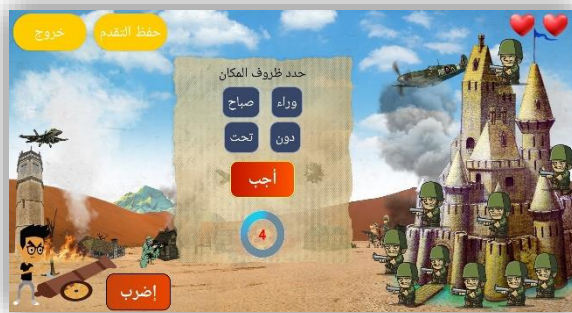 حفظ التقدم
خروج
حدد ظروف المكان
وراء
صباح
دون
تحت
أجب
4
إضرب